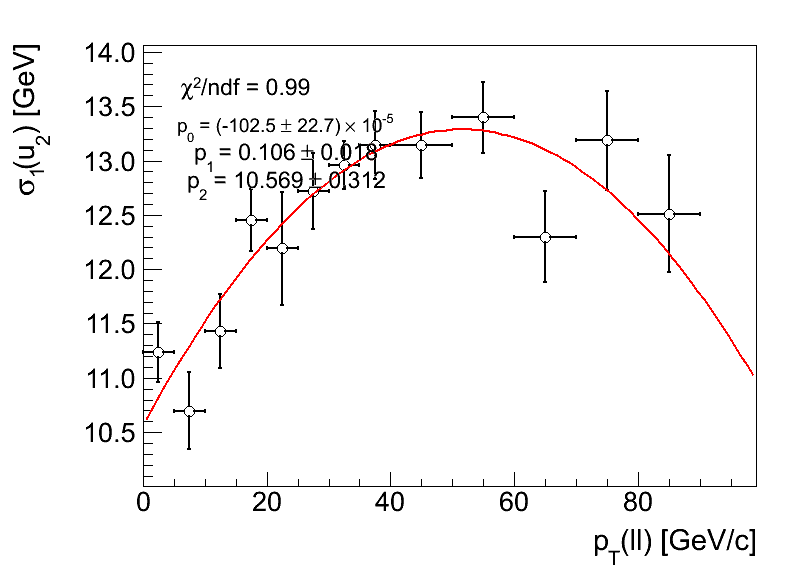 σ₁(u₂) [GeV]
14.0
13.5
13.0
12.5
12.0
11.5
11.0
10.5
χ²/ndf = 0.99
p₀ = (-102.5 ± 22.7) × 10⁻⁵
p₁ = 0.106 ± 0.018
p₂ = 10.569 ± 0.312
0 20 40 60 80
p_T(ll) [GeV/c]